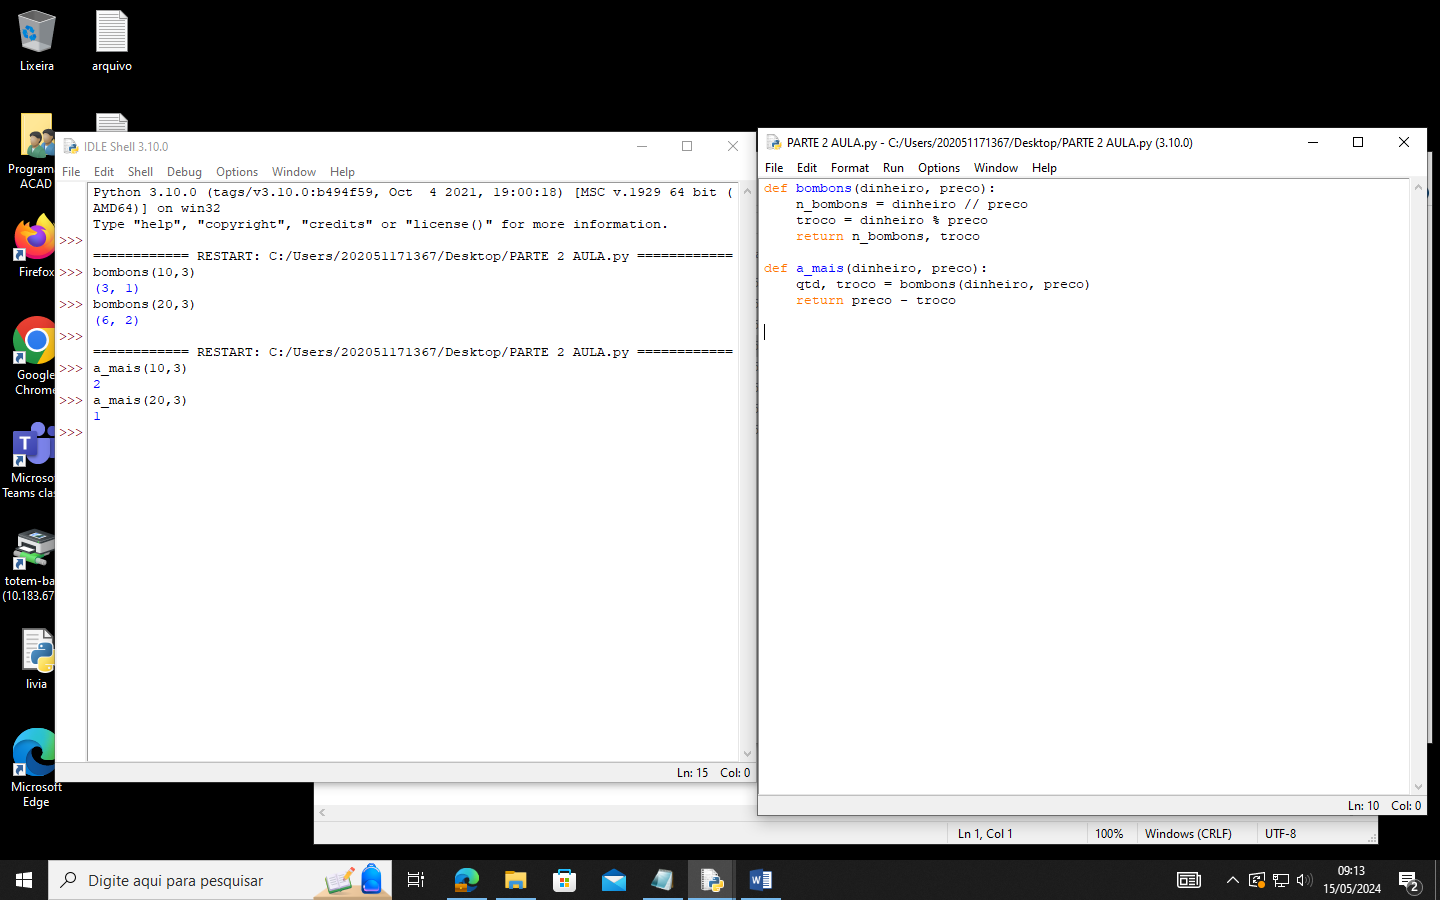 Lixeira
arquivo
Program
ACAD
Firefox
Google
Chrome
Microso
Teams clas
totem-ba
(10.183.67
livia
Microsoft
Edge
IDLE Shell 3.10.0
File Edit Shell Debug Options Window Help
Python 3.10.0 (tags/v3.10.0:b494f59, Oct  4 2021, 19:00:18) [MSC v.1929 64 bit (
AMD64)] on win32
Type "help", "copyright", "credits" or "license()" for more information.
>>>
============ RESTART: C:/Users/202051171367/Desktop/PARTE 2 AULA.py ============
>>> bombons(10,3)
(3, 1)
>>> bombons(20,3)
(6, 2)
>>>
============ RESTART: C:/Users/202051171367/Desktop/PARTE 2 AULA.py ============
>>> a_mais(10,3)
2
>>> a_mais(20,3)
1
>>>
Ln: 15 Col: 0
PARTE 2 AULA.py - C:/Users/202051171367/Desktop/PARTE 2 AULA.py (3.10.0)
File Edit Format Run Options Window Help
def bombons(dinheiro, preco):
    n_bombons = dinheiro // preco
    troco = dinheiro % preco
    return n_bombons, troco
def a_mais(dinheiro, preco):
    qtd, troco = bombons(dinheiro, preco)
    return preco - troco
Ln: 10 Col: 0
Ln 1, Col 1 100% Windows (CRLF) UTF-8
Digite aqui para pesquisar
09:13
15/05/2024
2